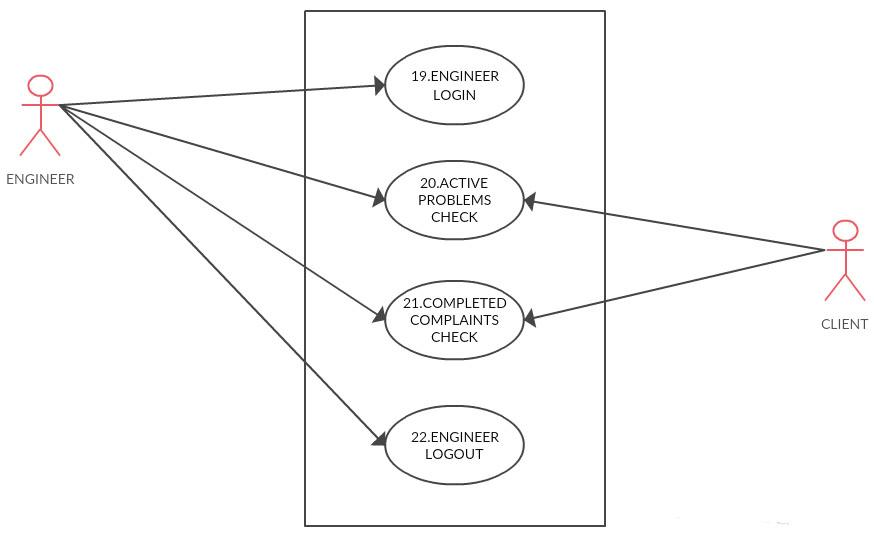 19.ENGINEER
LOGIN
ENGINEER
20.ACTIVE
PROBLEMS
CHECK
21.COMPLETED
COMPLAINTS
CHECK
CLIENT
22.ENGINEER
LOGOUT